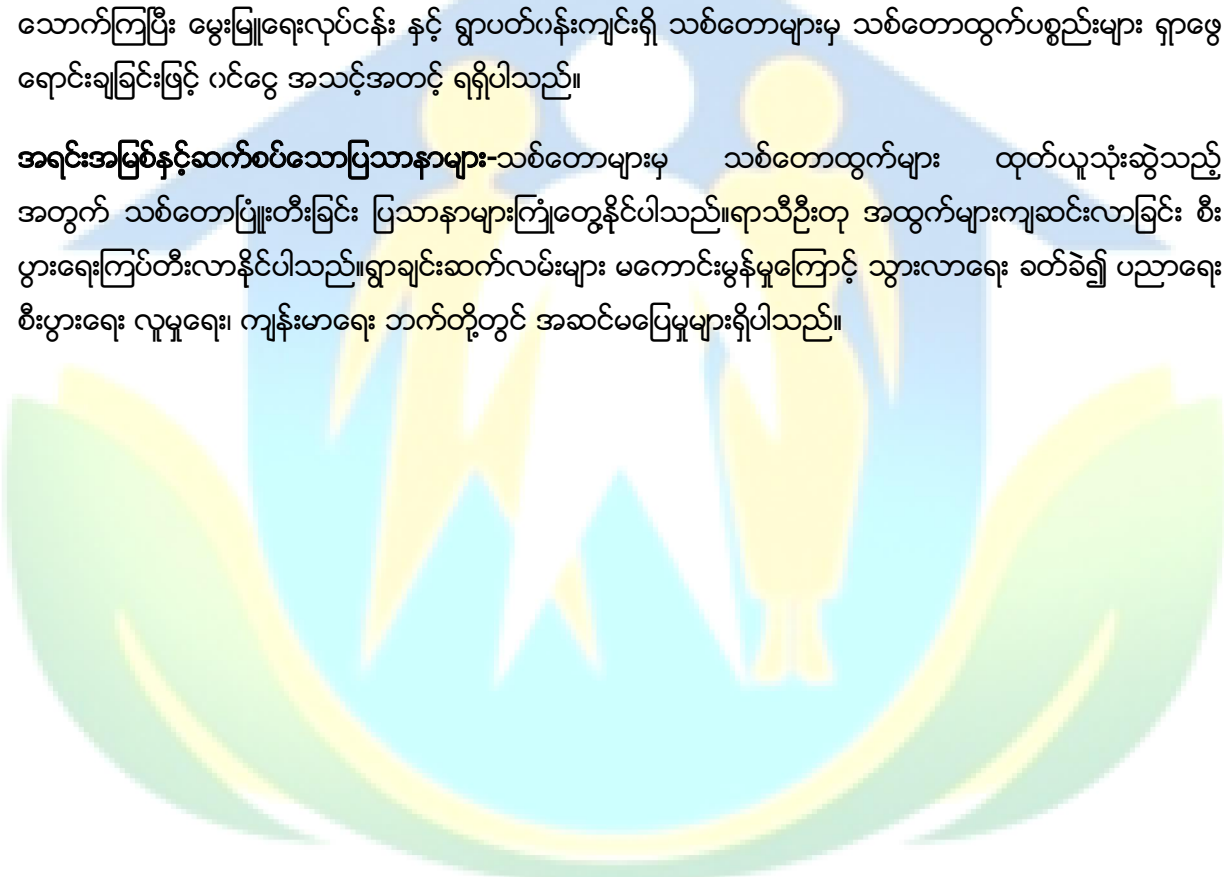 သောက်ကြပြီး မွေးမြူရေးလုပ်ငန်း နှင့် ရွာပတ်ဝန်းကျင်းရှိ သစ်တောများမှ သစ်တောထွက်ပစ္စည်းများ ရှာဖွေ
ရောင်းချခြင်းဖြင့် ဝင်ငွေ အသင့်အတင့် ရရှိပါသည်။
အရင်းအမြစ်နှင့်ဆက်စပ်သောပြသာနာများ-သစ်တောများမှ သစ်တောထွက်များ ထုတ်ယူသုံးဆွဲသည့်
အတွက် သစ်တောပြုံးတီးခြင်း ပြသာနာများကြုံတွေ့နိုင်ပါသည်။ရာသီဦးတု အထွက်များကျဆင်းလာခြင်း စီး
ပွားရေးကြပ်တီးလာနိုင်ပါသည်။ရွာချင်းဆက်လမ်းများ မကောင်းမွန်မှုကြောင့် သွားလာရေး ခတ်ခဲ၍ ပညာရေး
စီးပွားရေး လူမှုရေး၊ ကျန်းမာရေး ဘက်တို့တွင် အဆင်မပြေမှုများရှိပါသည်။